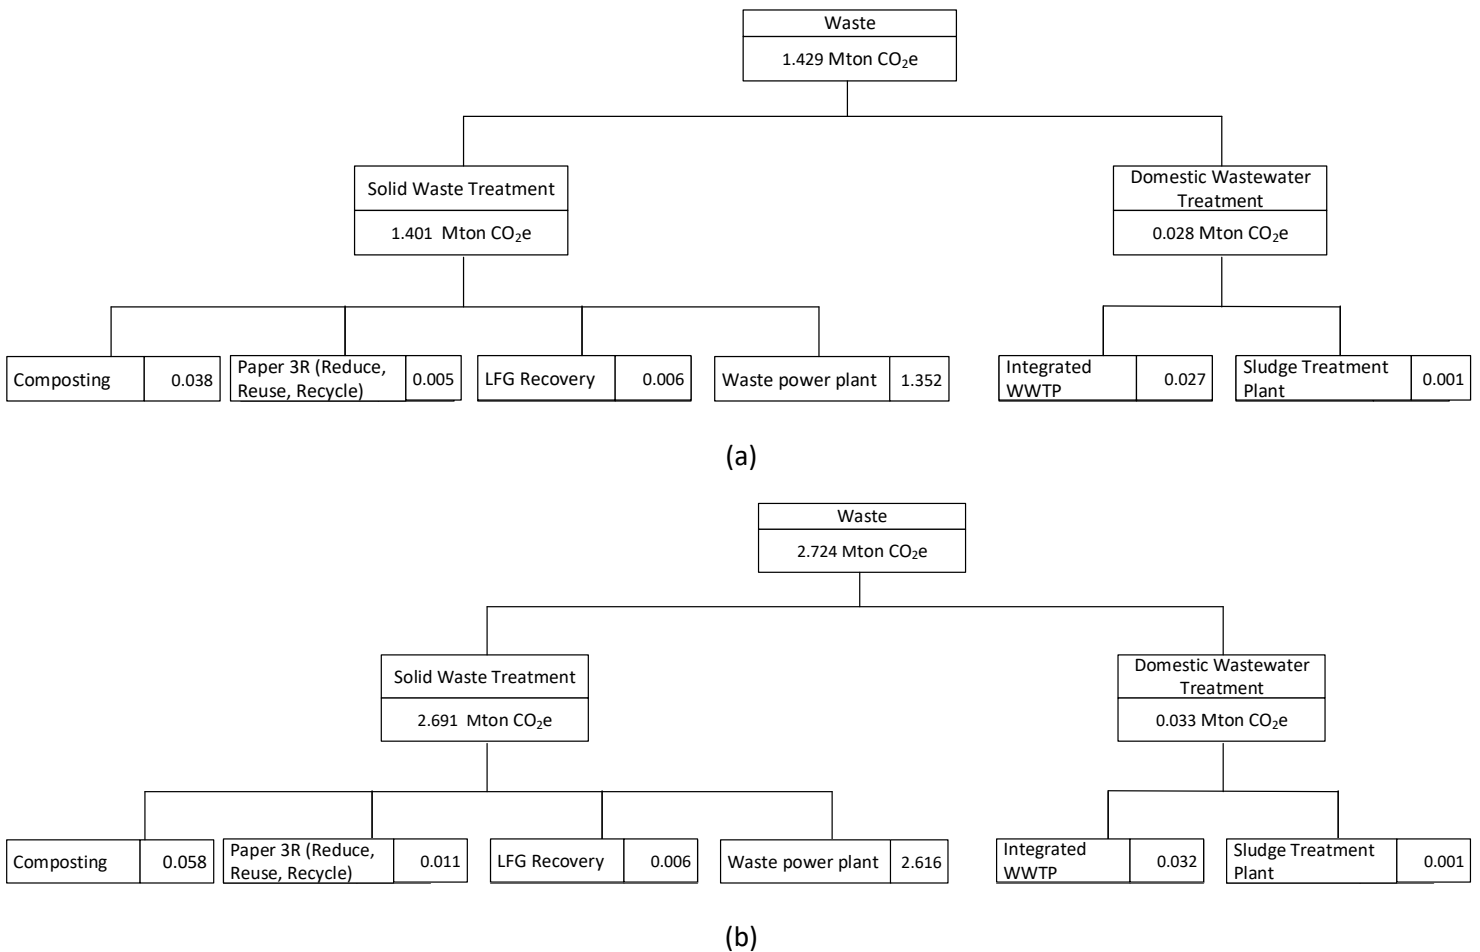 Waste
1.429 Mton CO₂e
Solid Waste Treatment
1.401 Mton CO₂e
Domestic Wastewater
Treatment
0.028 Mton CO₂e
Composting
0.038
Paper 3R (Reduce,
Reuse, Recycle)
0.005
LFG Recovery
0.006
Waste power plant
1.352
Integrated
WWTP
0.027
Sludge Treatment
Plant
0.001
(a)
Waste
2.724 Mton CO₂e
Solid Waste Treatment
2.691 Mton CO₂e
Domestic Wastewater
Treatment
0.033 Mton CO₂e
Composting
0.058
Paper 3R (Reduce,
Reuse, Recycle)
0.011
LFG Recovery
0.006
Waste power plant
2.616
Integrated
WWTP
0.032
Sludge Treatment
Plant
0.001
(b)